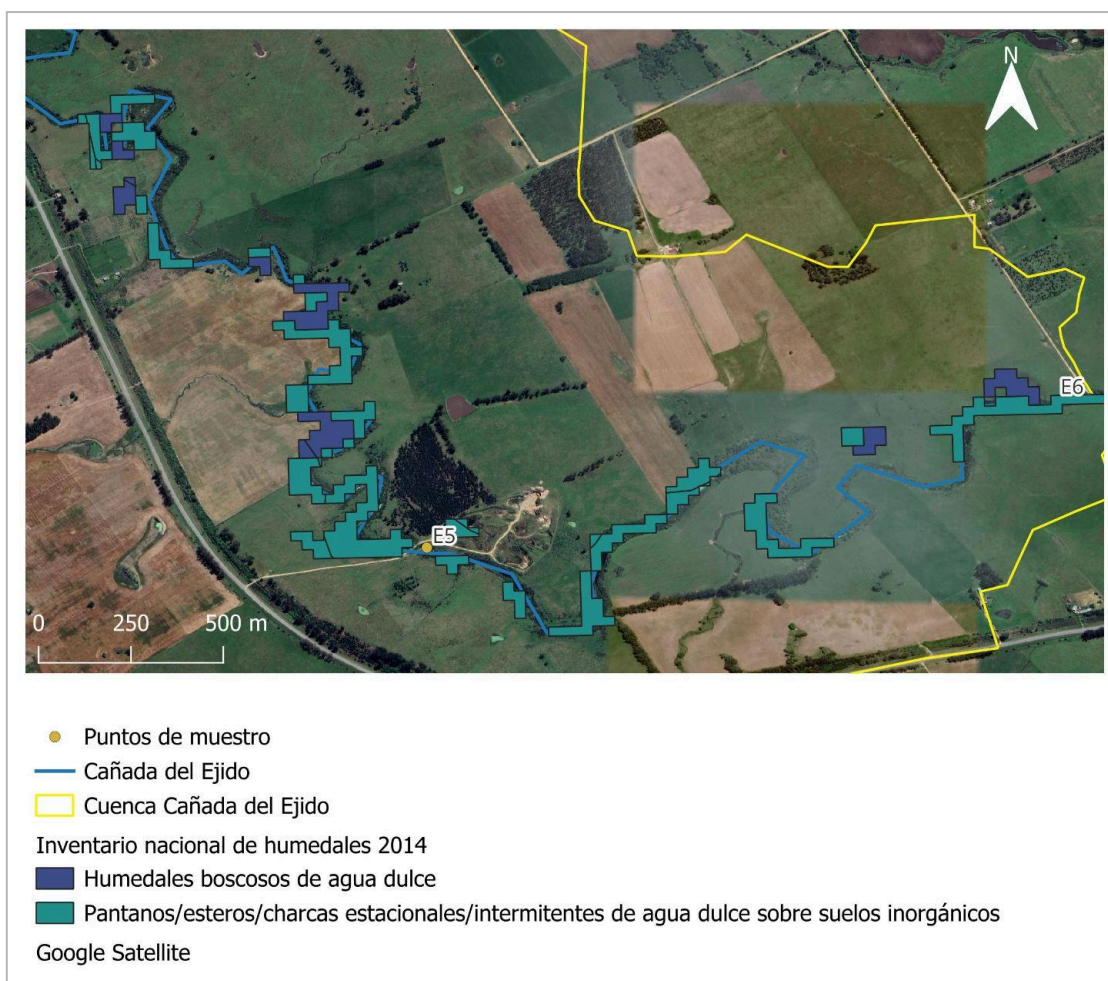 N
E6
E5
0 250 500 m
Puntos de muestro
Cañada del Ejido
Cuenca Cañada del Ejido
Inventario nacional de humedales 2014
Humedales boscosos de agua dulce
Pantanos/esteros/charcas estacionales/intermitentes de agua dulce sobre suelos inorgánicos
Google Satellite